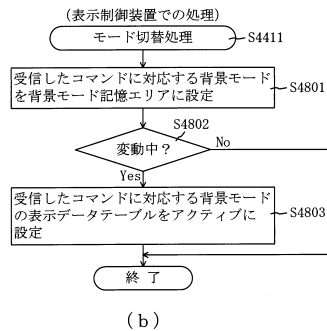 (表示制御装置での処理)
モード切替処理
S4411
受信したコマンドに対応する背景モード
を背景モード記憶エリアに設定
S4801
S4802
変動中?
No
Yes
受信したコマンドに対応する背景モード
の表示データテーブルをアクティブに
設定
S4803
終了
(b)